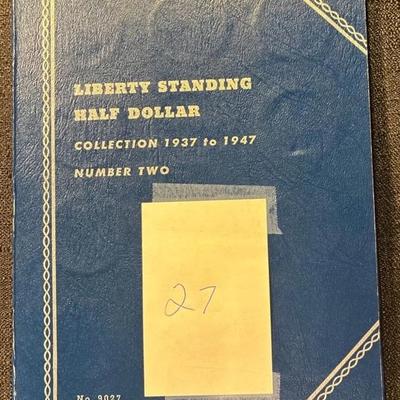 LIBERTY STANDING
HALF DOLLAR
COLLECTION 1937 to 1947
NUMBER TWO
27
No. 9027